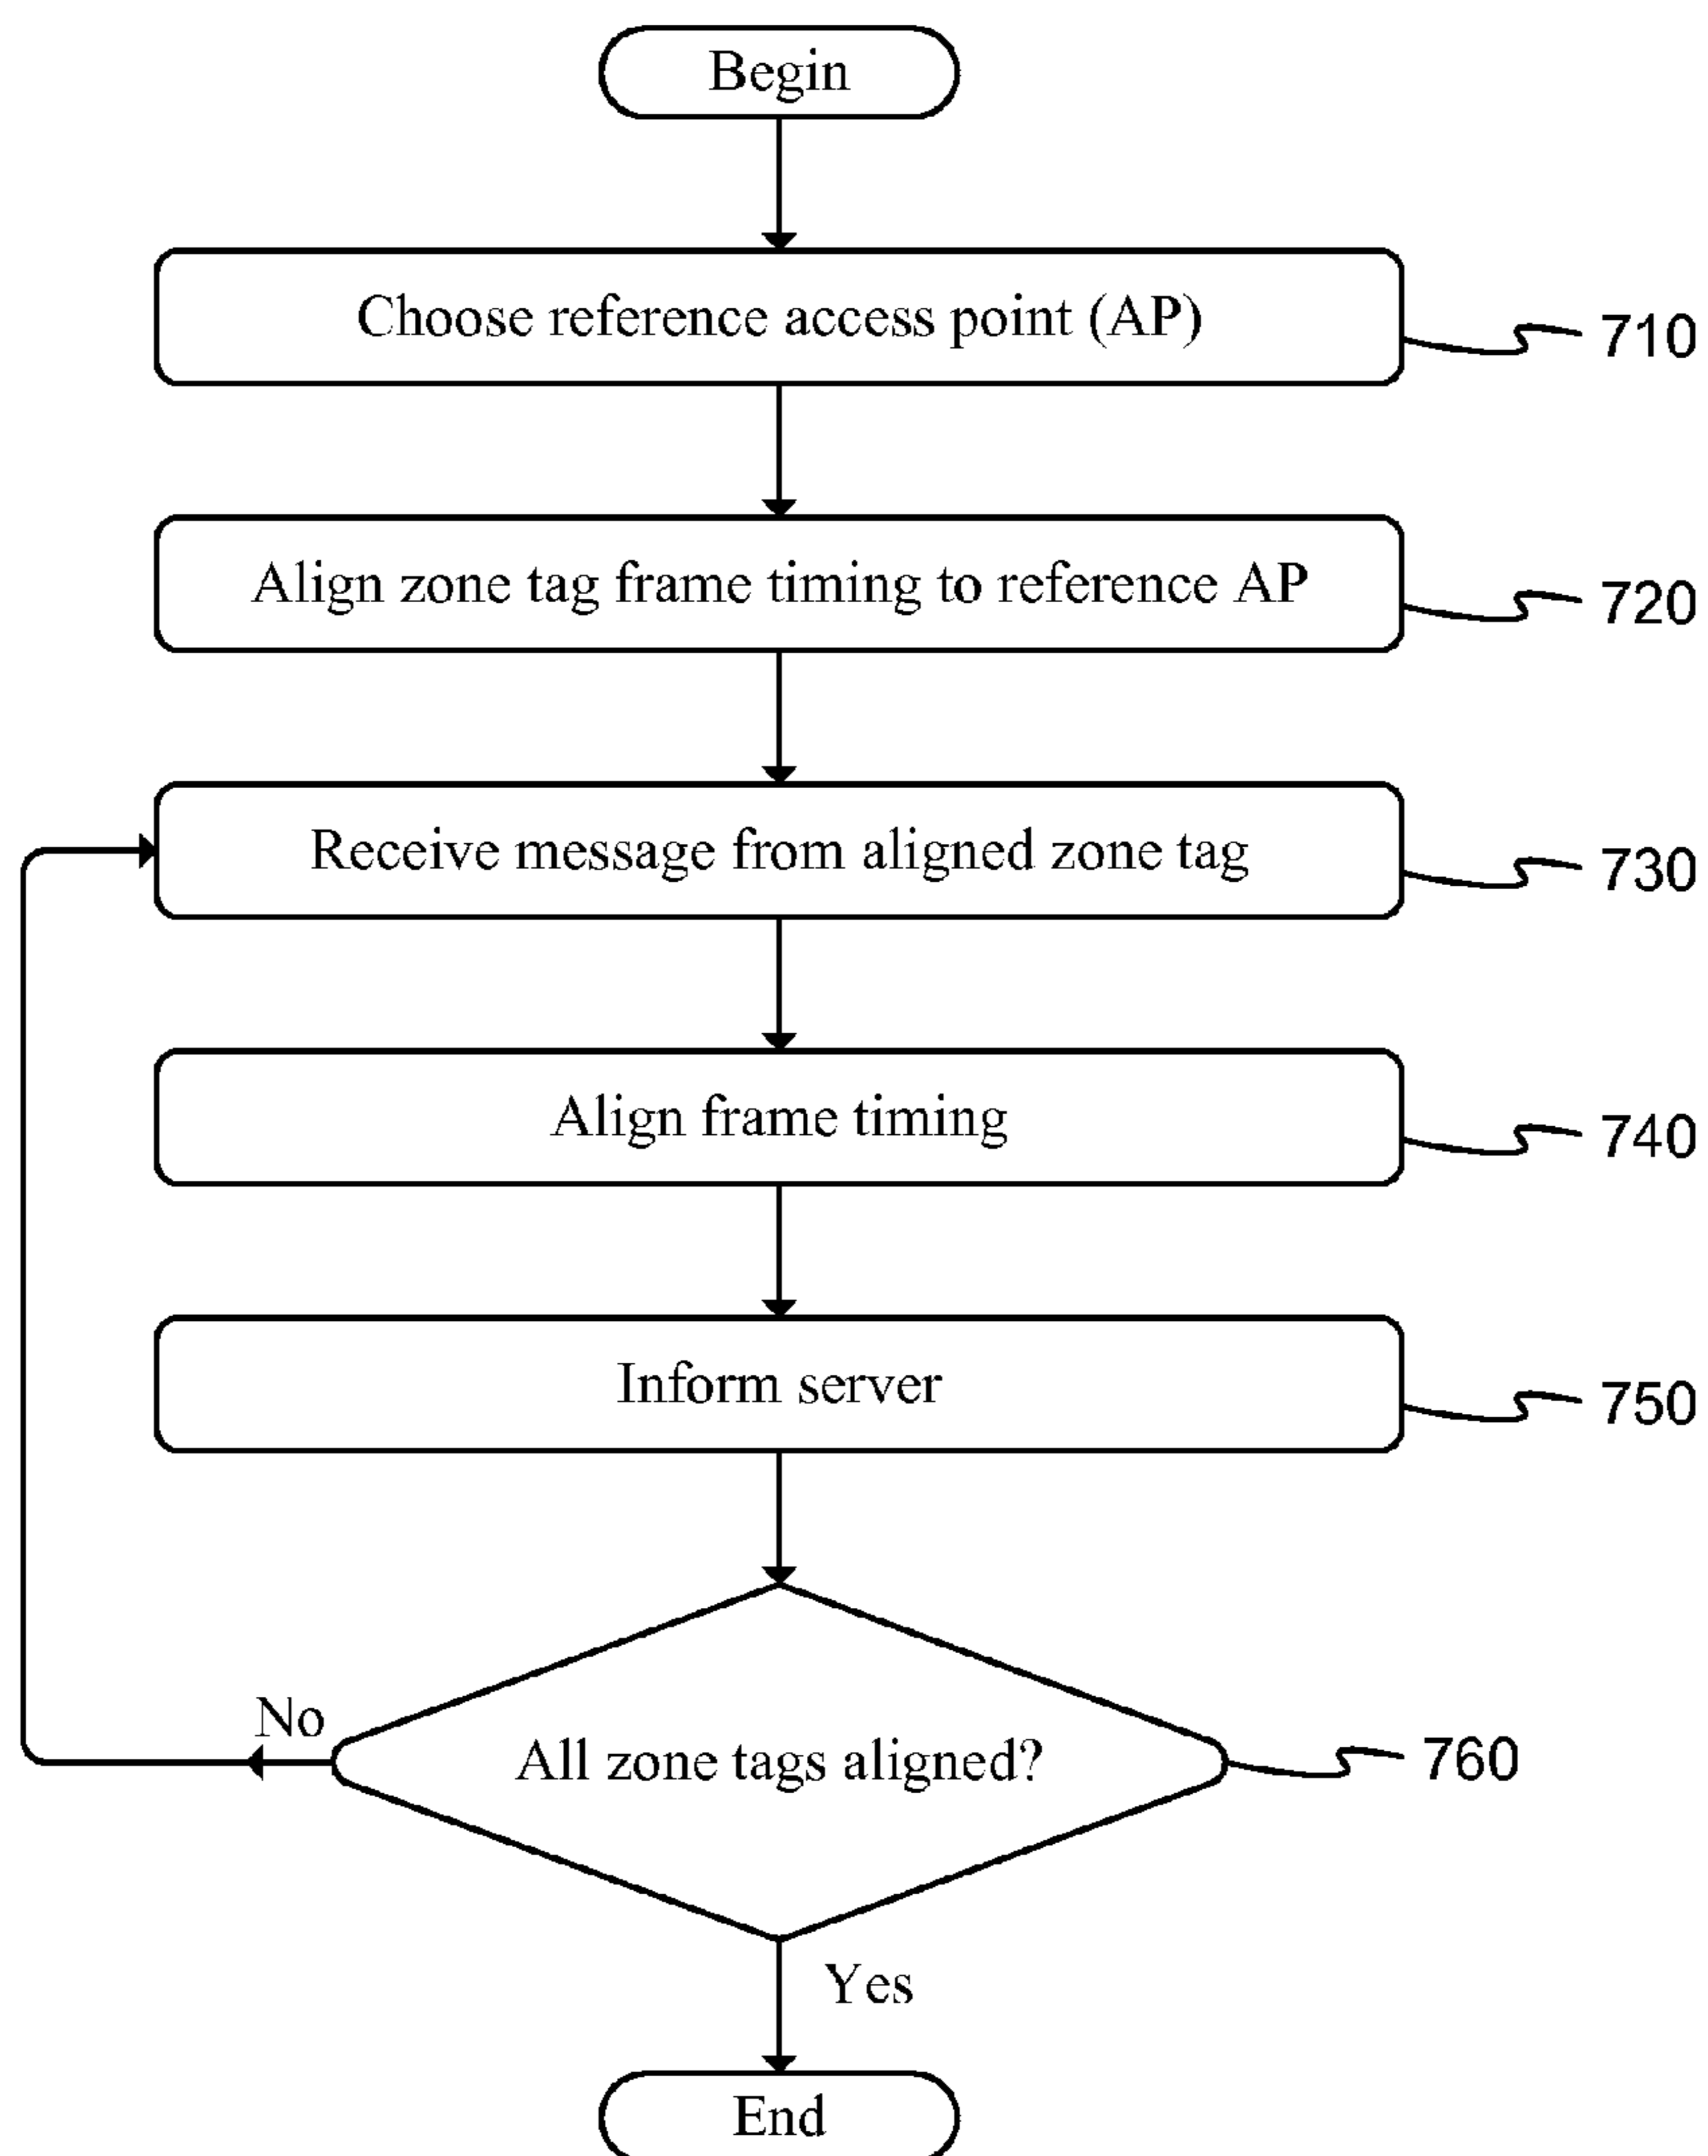 Begin
Choose reference access point (AP)
710
Align zone tag frame timing to reference AP
720
Receive message from aligned zone tag
730
Align frame timing
740
Inform server
750
No
All zone tags aligned?
760
Yes
End